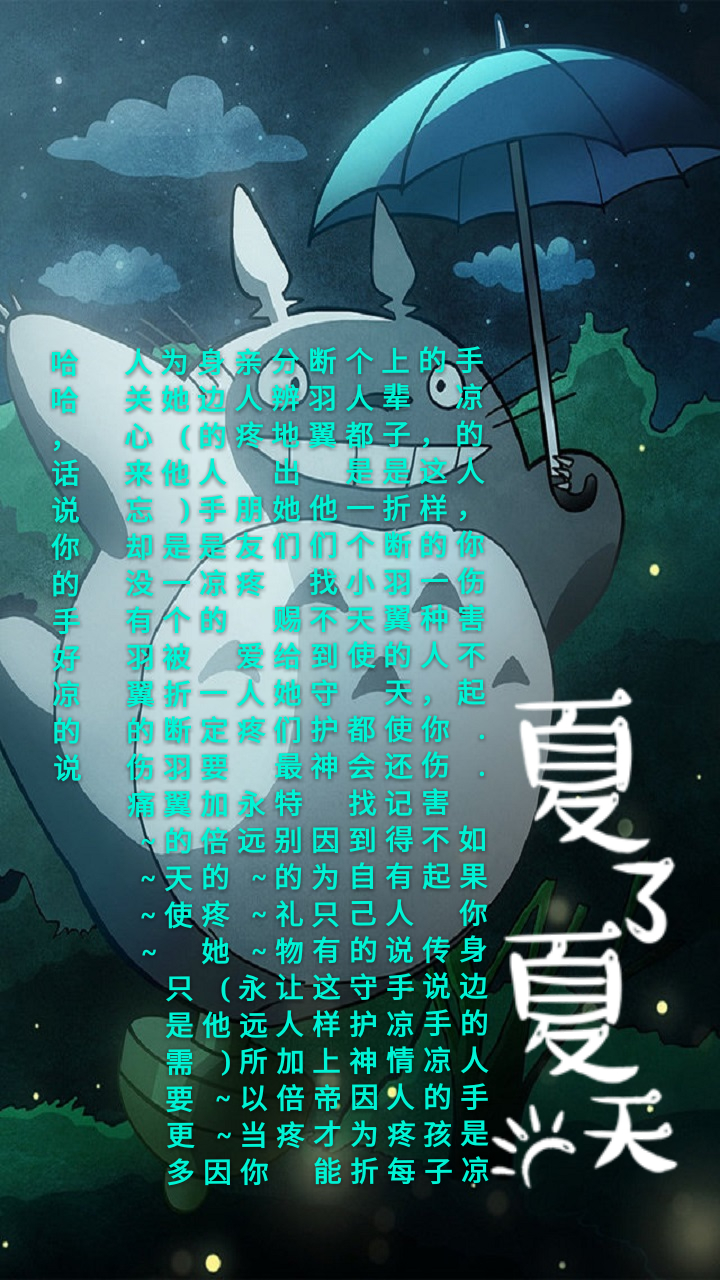 夏了夏天
手凉的人，你伤害不起．． 如果你身边的人手是凉
的 ，这样的一种人，你伤害不起 传说手凉的孩子
上辈子是折断羽翼的天使还记得有人说手凉情人疼每
个人都是一个小天使 都会找到自己的守护神因为折
断羽翼 他们找不到守护神 因为只有这样上帝才能
分辨地出她们 赐给她们最特别的礼物让人加倍疼
来人疼 朋友疼 爱人疼 永远~~~永远所以当你
身边的人手是凉的 一定要加倍的疼她(他)~~因
为她(他)是一个被折断羽翼的天使 只是需要更多
人关心来忘却没有羽翼的伤痛~~~~
哈哈，话说你的手好凉的说